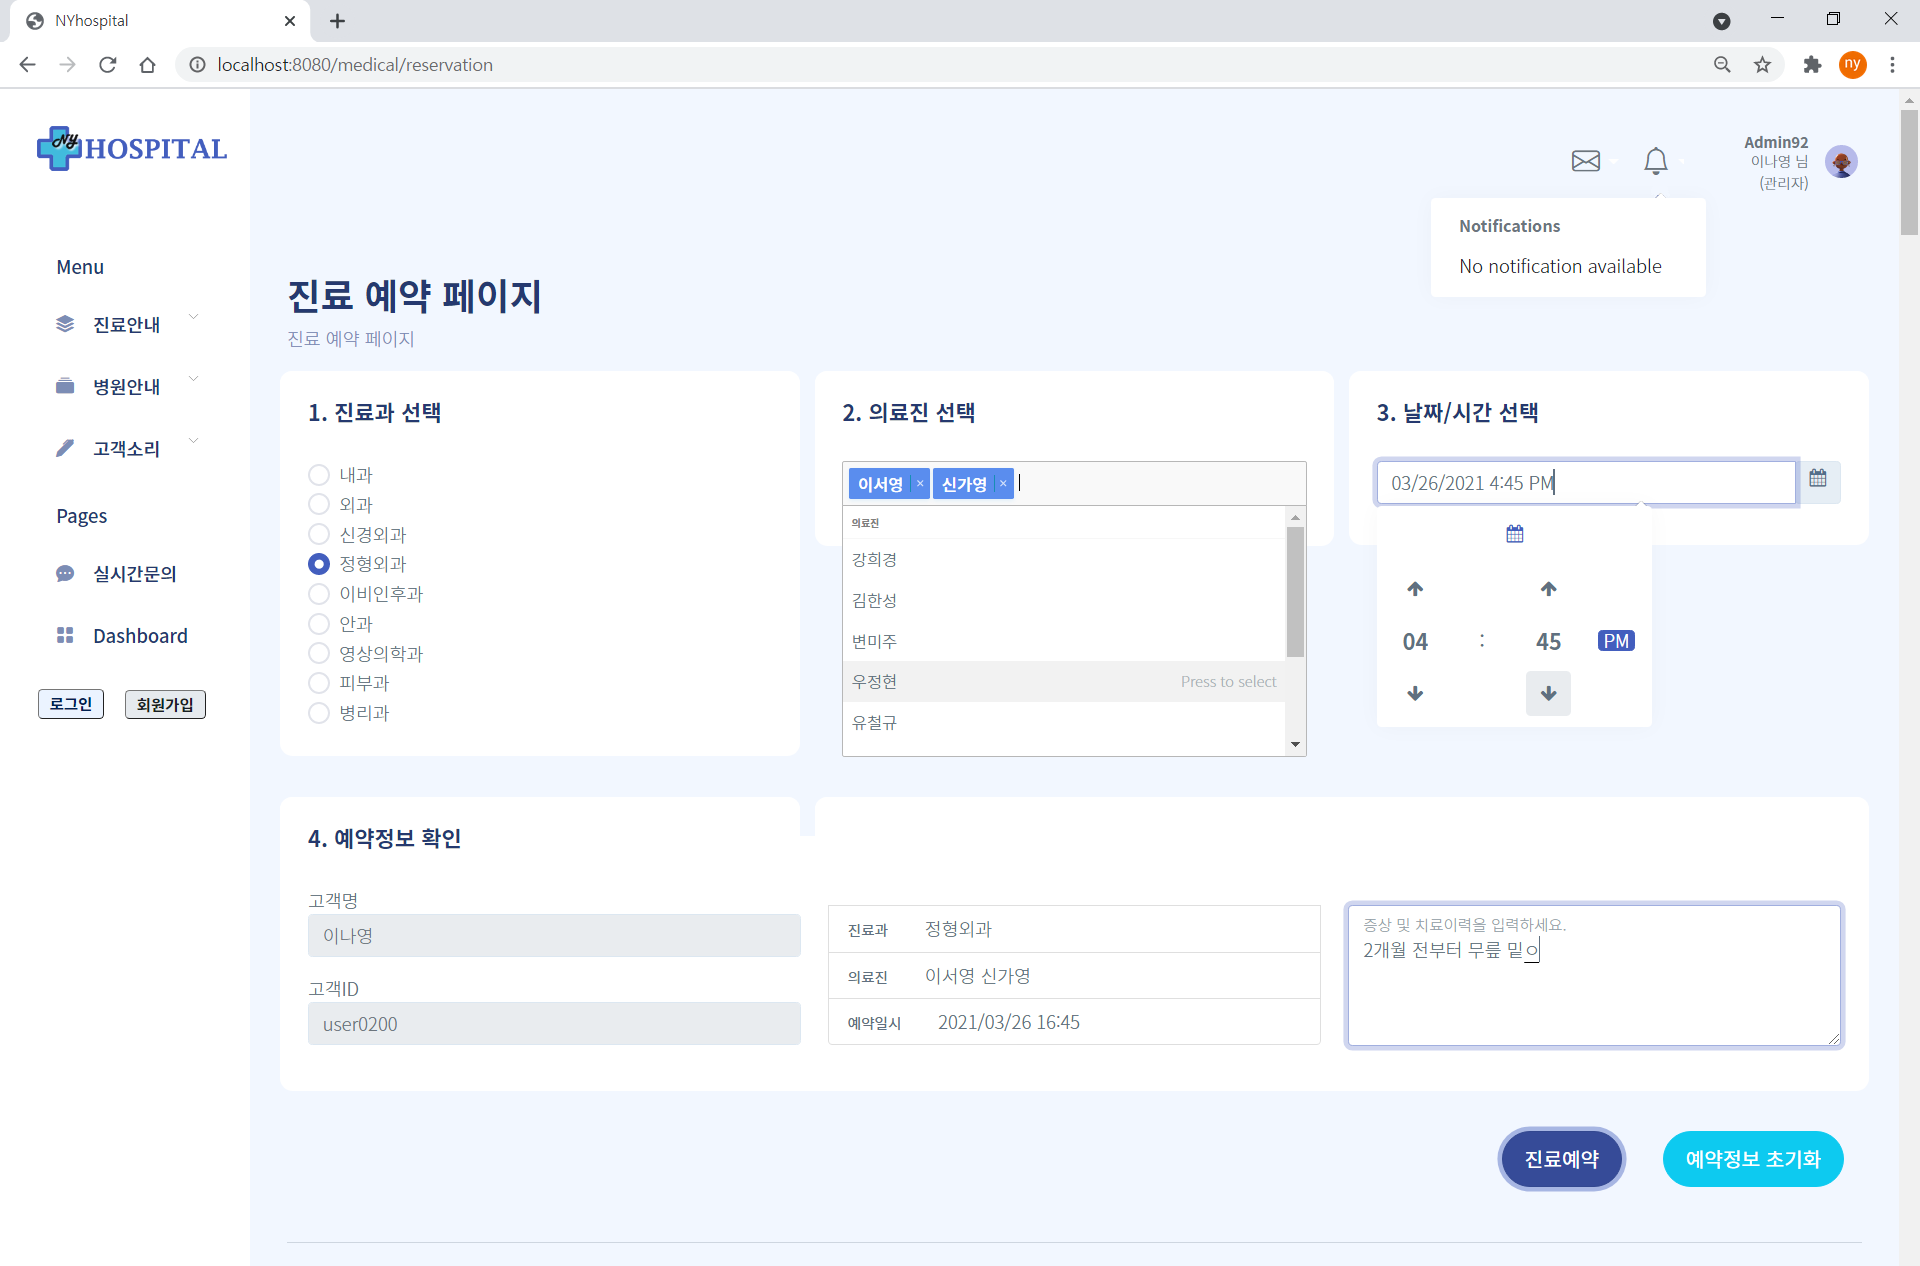 NYhospital
localhost:8080/medical/reservation
ny
NY HOSPITAL
Admin92
이나영 님
(관리자)
Notifications
No notification available
Menu
진료안내
병원안내
고객소리
Pages
실시간문의
Dashboard
로그인
회원가입
진료 예약 페이지
진료 예약 페이지
1. 진료과 선택
내과
외과
신경외과
정형외과
이비인후과
안과
영상의학과
피부과
병리과
2. 의료진 선택
이서영 × 신가영 ×
의료진
강희경
김한성
변미주
우정현 Press to select
유철규
3. 날짜/시간 선택
03/26/2021 4:45 PM
04 : 45 PM
4. 예약정보 확인
고객명
이나영
고객ID
user0200
진료과 정형외과
의료진 이서영 신가영
예약일시 2021/03/26 16:45
증상 및 치료이력을 입력하세요.
2개월 전부터 무릎 밑ㅇ
진료예약
예약정보 초기화